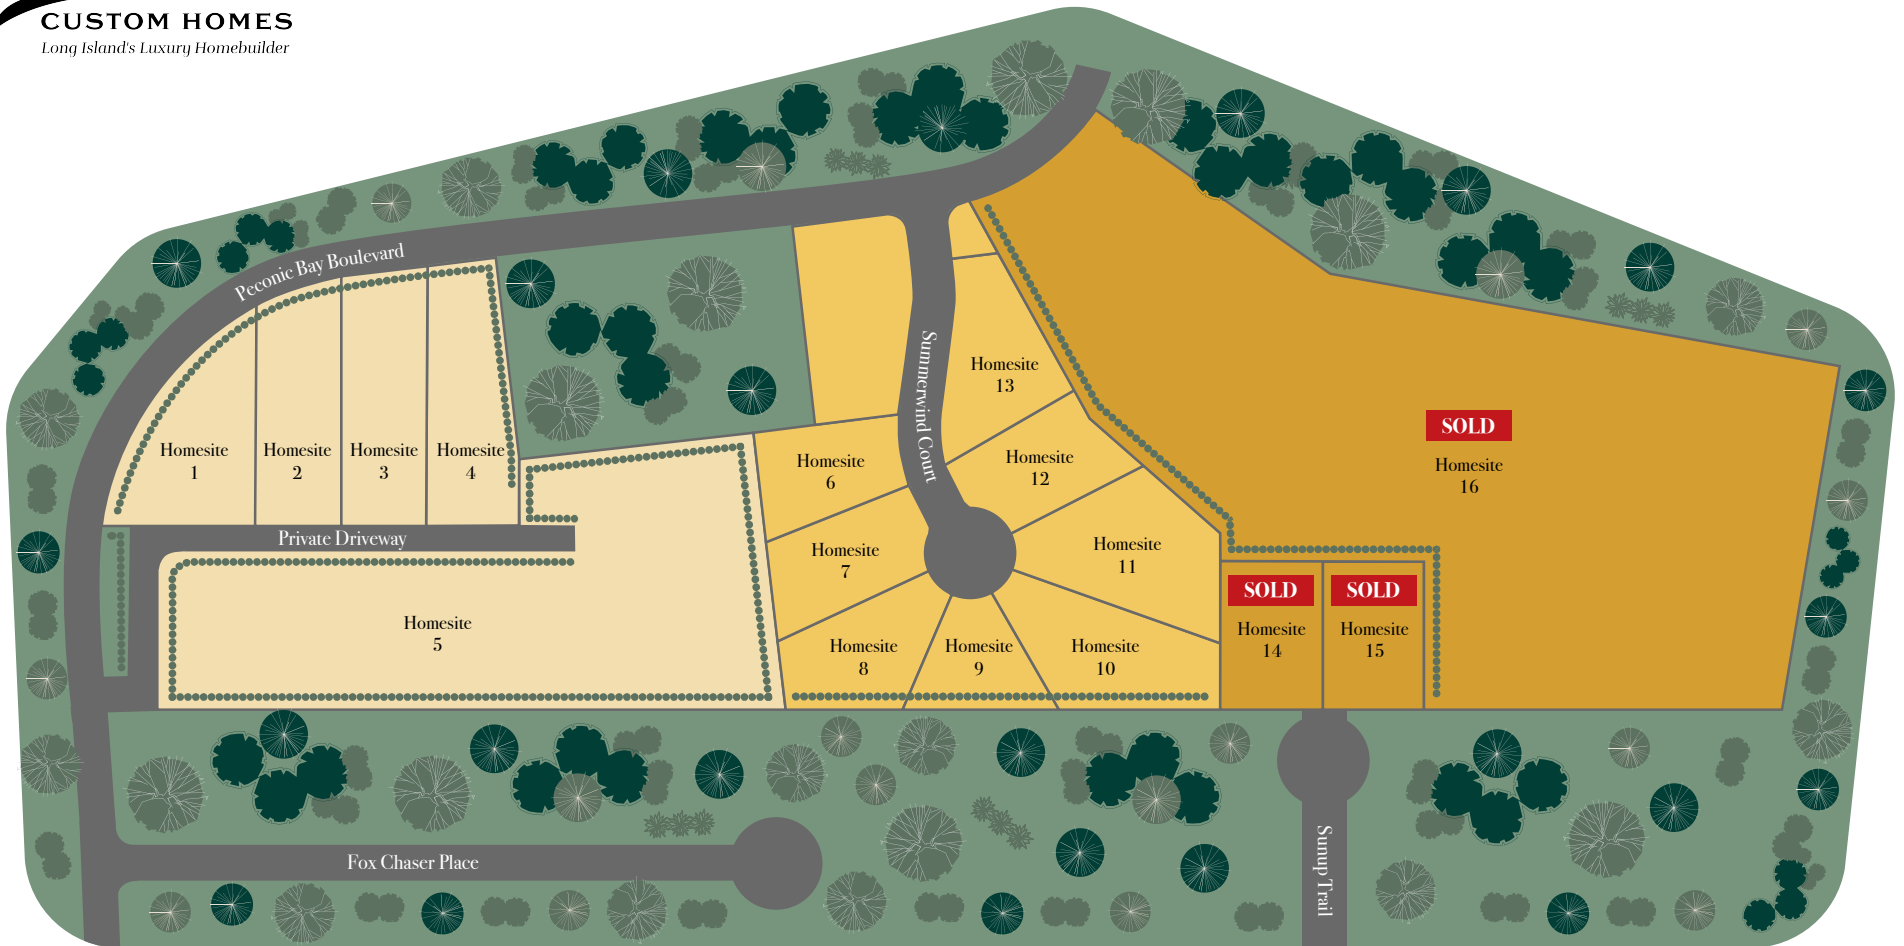 CUSTOM HOMES
Long Island's Luxury Homebuilder
Peconic Bay Boulevard
Homesite
1
Homesite
2
Homesite
3
Homesite
4
Private Driveway
Homesite
5
Homesite
6
Homesite
7
Homesite
8
Homesite
9
Homesite
10
Homesite
11
Homesite
12
Homesite
13
Summerwind Court
SOLD
Homesite
14
SOLD
Homesite
15
SOLD
Homesite
16
Fox Chaser Place
Sunup Trail